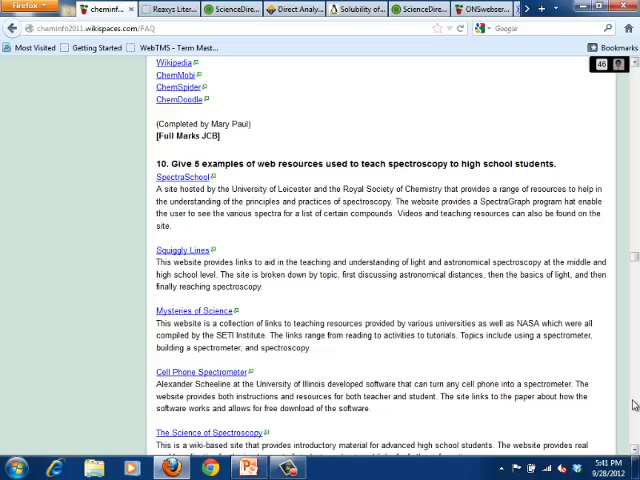 Firefox
cheminfo...
Reaxys Liter...
ScienceDire...
Direct Analy...
Solubility of...
ScienceDire...
ONSwebser...
cheminfo2011.wikispaces.com/FAQ
Google
Most Visited
Getting Started
WebTMS - Term Mast...
Bookmarks
46
Wikipedia
ChemMobi
ChemSpider
ChemDoodle
(Completed by Mary Paul)
[Full Marks JCB]
10. Give 5 examples of web resources used to teach spectroscopy to high school students.
SpectraSchool
A site hosted by the University of Leicester and the Royal Society of Chemistry that provides a range of resources to help in
the understanding of the principles and practices of spectroscopy. The website provides a SpectraGraph program hat enable
the user to see the various spectra for a list of certain compounds. Videos and teaching resources can also be found on the
site.
Squiggly Lines
This website provides links to aid in the teaching and understanding of light and astronomical spectroscopy at the middle and
high school level. The site is broken down by topic, first discussing astronomical distances, then the basics of light, and then
finally reaching spectroscopy.
Mysteries of Science
This website is a collection of links to teaching resources provided by various universities as well as NASA which were all
compiled by the SETI Institute. The links range from reading to activities to tutorials. Topics include using a spectrometer,
building a spectrometer, and spectroscopy.
Cell Phone Spectrometer
Alexander Scheeline at the University of Illinois developed software that can turn any cell phone into a spectrometer. The
website provides both instructions and resources for both teacher and student. The site links to the paper about how the
software works and allows for free download of the software.
The Science of Spectroscopy
This is a wiki-based site that provides introductory material for advanced high school students. The website provides real
5:41 PM
9/28/2012